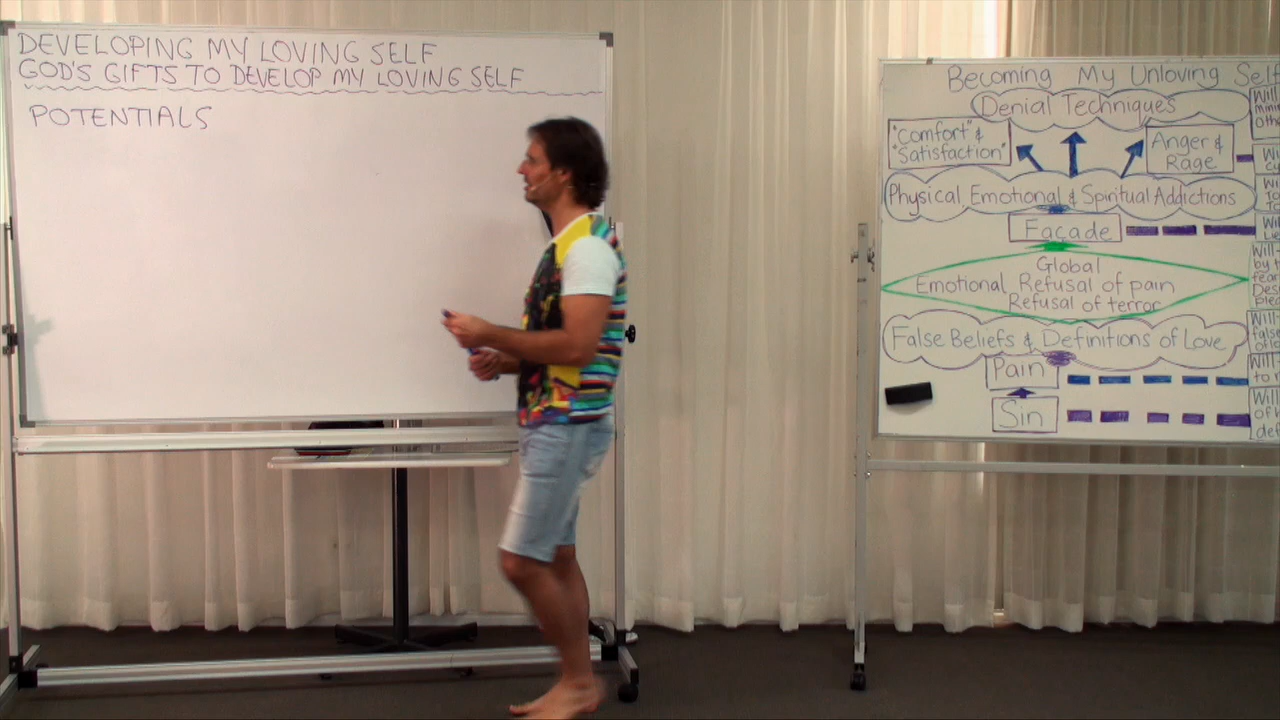 DEVELOPING MY LOVING SELF
GOD'S GIFTS TO DEVELOP MY LOVING SELF
POTENTIALS
Becoming My Unloving Self
Denial Techniques
"Comfort" &
"Satisfaction"
Anger &
Rage
Physical, Emotional & Spiritual Addictions
Façade
Global
Emotional Refusal of pain
Refusal of terror
False Beliefs & Definitions of Love
Pain
Sin